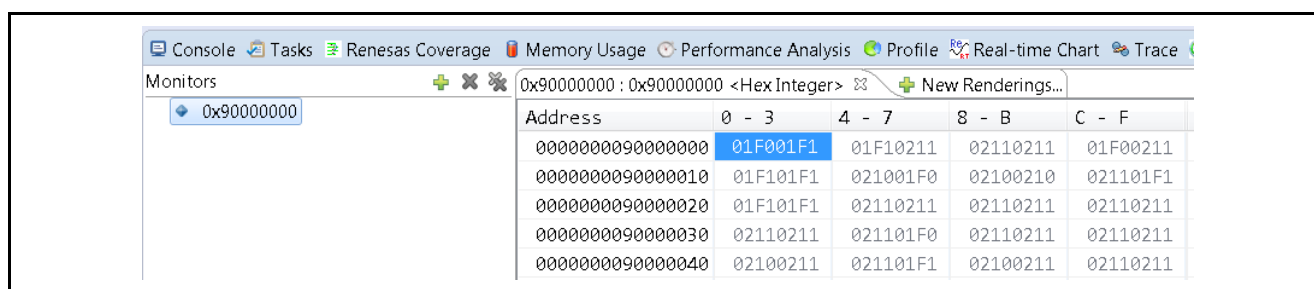 Console Tasks Renesas Coverage Memory Usage Performance Analysis Profile Real-time Chart Trace
Monitors 0x90000000 : 0x90000000 <Hex Integer> New Renderings...
0x90000000
Address 0 - 3 4 - 7 8 - B C - F
0000000090000000 01F001F1 01F10211 02110211 01F00211
0000000090000010 01F101F1 021001F0 02100210 021101F1
0000000090000020 01F101F1 02110211 02110211 02110211
0000000090000030 02110211 021101F0 02110211 02110211
0000000090000040 02100211 021101F1 02100211 02110211